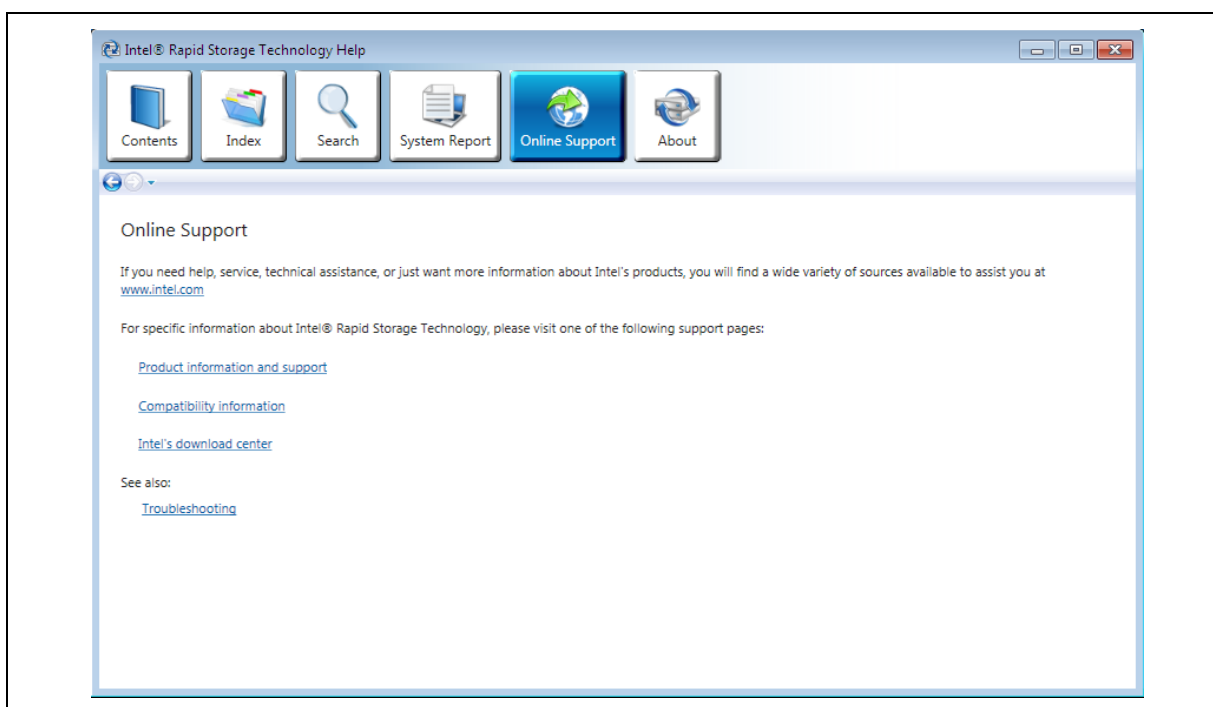 Intel® Rapid Storage Technology Help
Contents
Index
Search
System Report
Online Support
About
Online Support
If you need help, service, technical assistance, or just want more information about Intel's products, you will find a wide variety of sources available to assist you at
www.intel.com
For specific information about Intel® Rapid Storage Technology, please visit one of the following support pages:
Product information and support
Compatibility information
Intel's download center
See also:
Troubleshooting